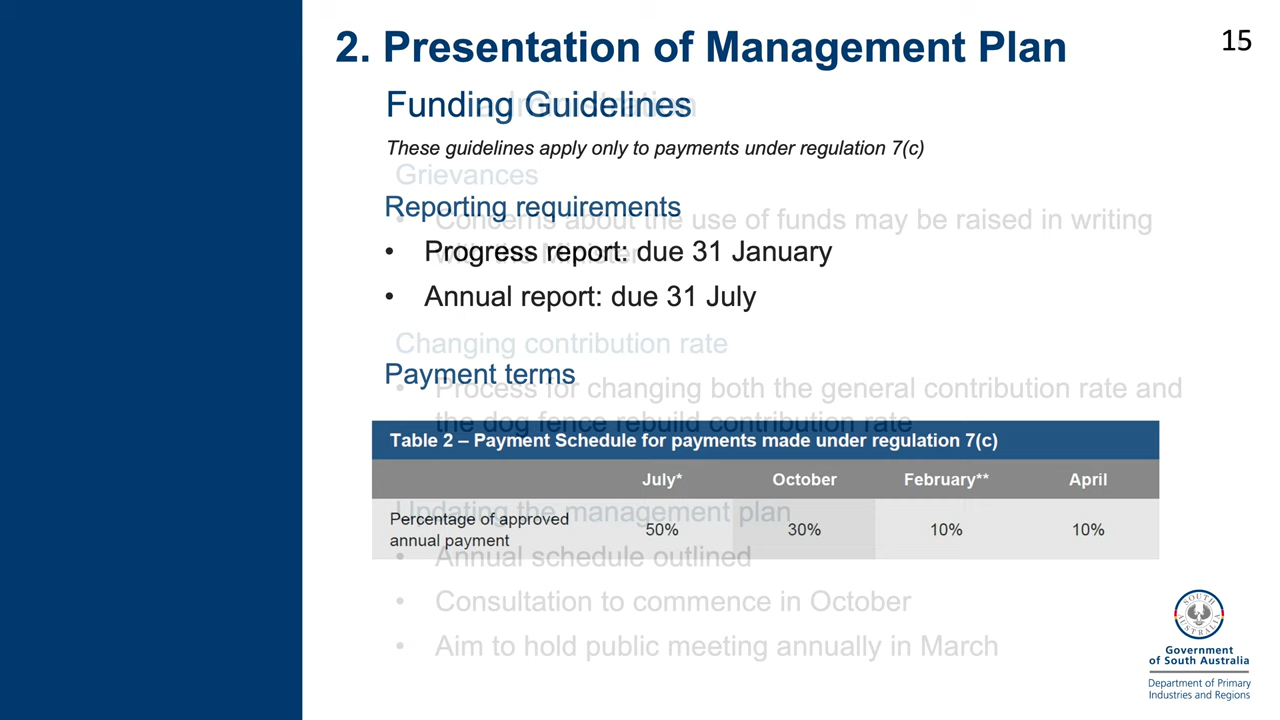 2. Presentation of Management Plan
15
Funding Guidelines
These guidelines apply only to payments under regulation 7(c)
Grievances
Reporting requirements
• Concerns about the use of funds may be raised in writing
with the Minister
• Progress report: due 31 January
• Annual report: due 31 July
Changing contribution rate
Payment terms
• Process for changing both the general contribution rate and
the dog fence rebuild contribution rate
Table 2 – Payment Schedule for payments made under regulation 7(c)
July* October February** April
Updating the management plan
Percentage of approved
annual payment
50% 30% 10% 10%
• Annual schedule outlined
• Consultation to commence in October
• Aim to hold public meeting annually in March
SOUTH AUSTRALIA
Government
of South Australia
Department of Primary
Industries and Regions